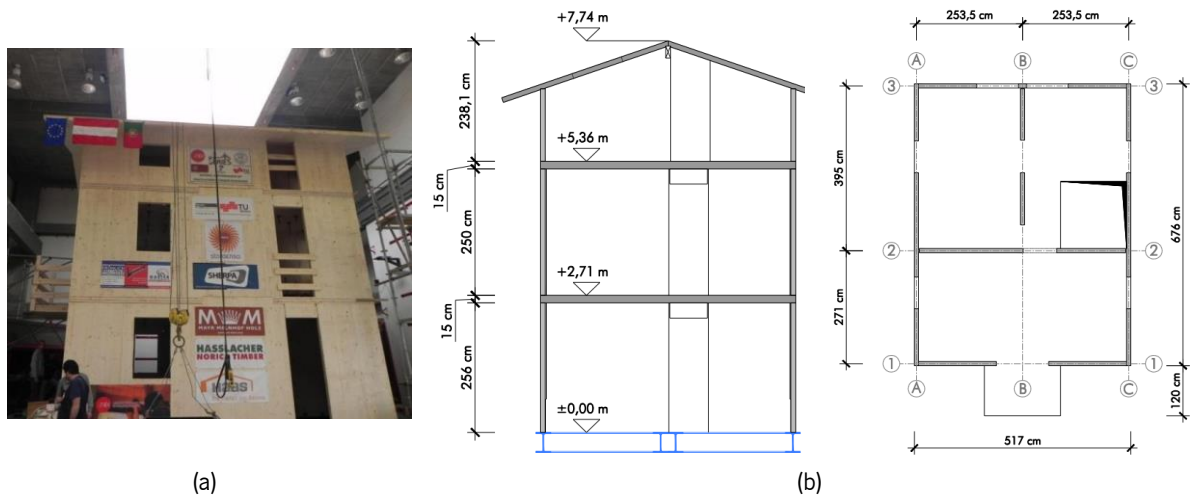 MAYR MELNHOF HOLZ
HASSLACHER
NORICA TIMBER
HAAS
SHERPA
TU
(a)
+7,74 m
238,1 cm
+5,36 m
15 cm
250 cm
+2,71 m
15 cm
256 cm
±0,00 m
253,5 cm
253,5 cm
A
B
C
3
3
395 cm
676 cm
2
2
271 cm
1
1
A
B
C
120 cm
517 cm
(b)